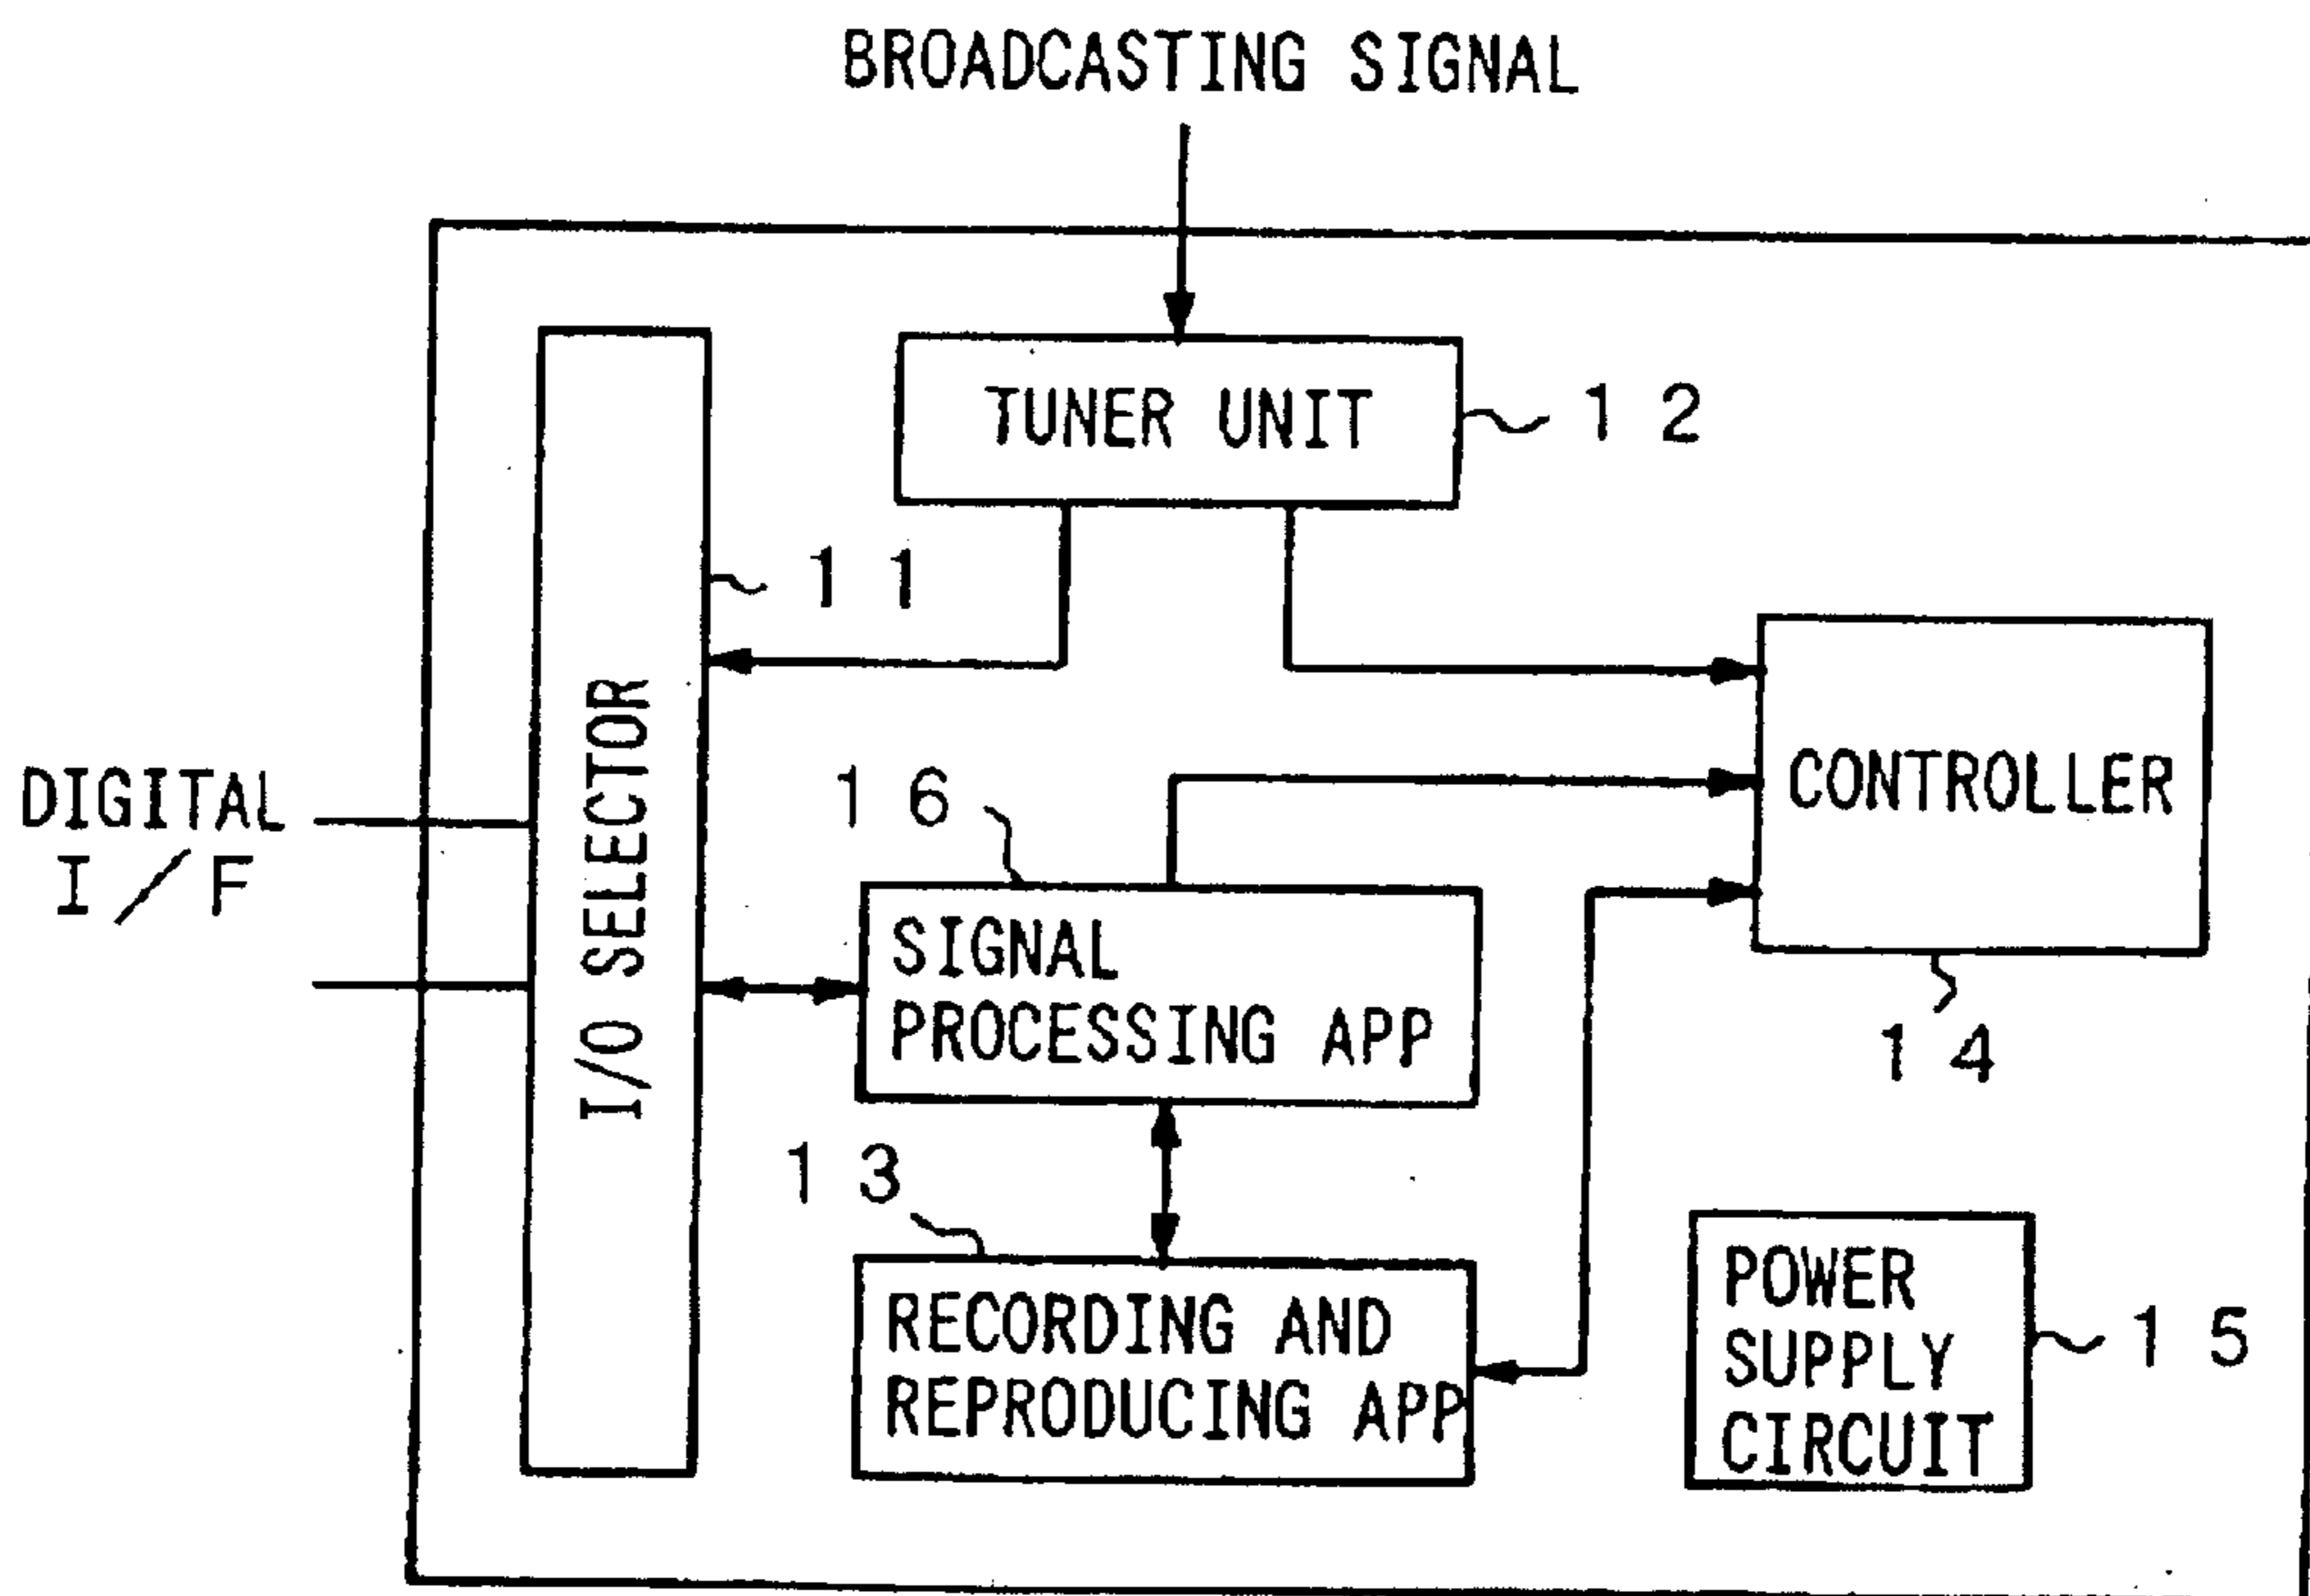 BROADCASTING SIGNAL
TUNER UNIT
1 2
1 1
I/O SELECTOR
DIGITAL
I/F
CONTROLLER
1 4
1 6
SIGNAL
PROCESSING APP
1 3
RECORDING AND
REPRODUCING APP
POWER
SUPPLY
CIRCUIT
1 5